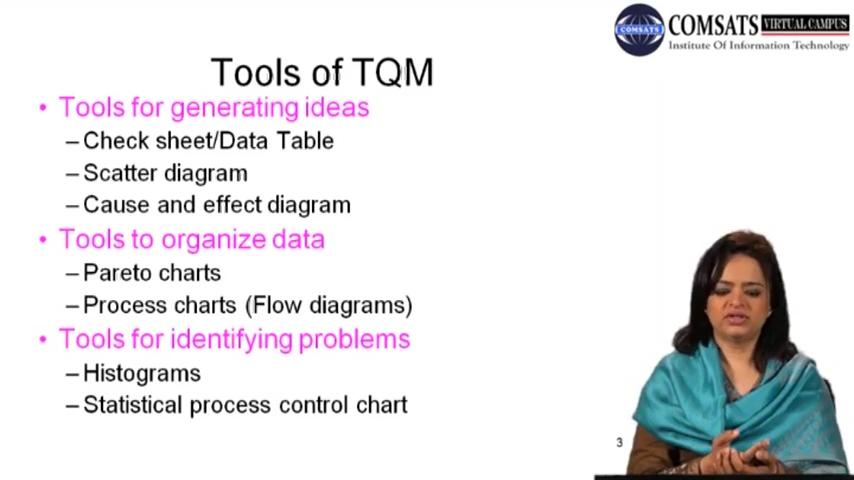 COMSATS VIRTUAL CAMPUS
COMSATS
Institute Of Information Technology
Tools of TQM
• Tools for generating ideas
– Check sheet/Data Table
– Scatter diagram
– Cause and effect diagram
• Tools to organize data
– Pareto charts
– Process charts (Flow diagrams)
• Tools for identifying problems
– Histograms
– Statistical process control chart
3